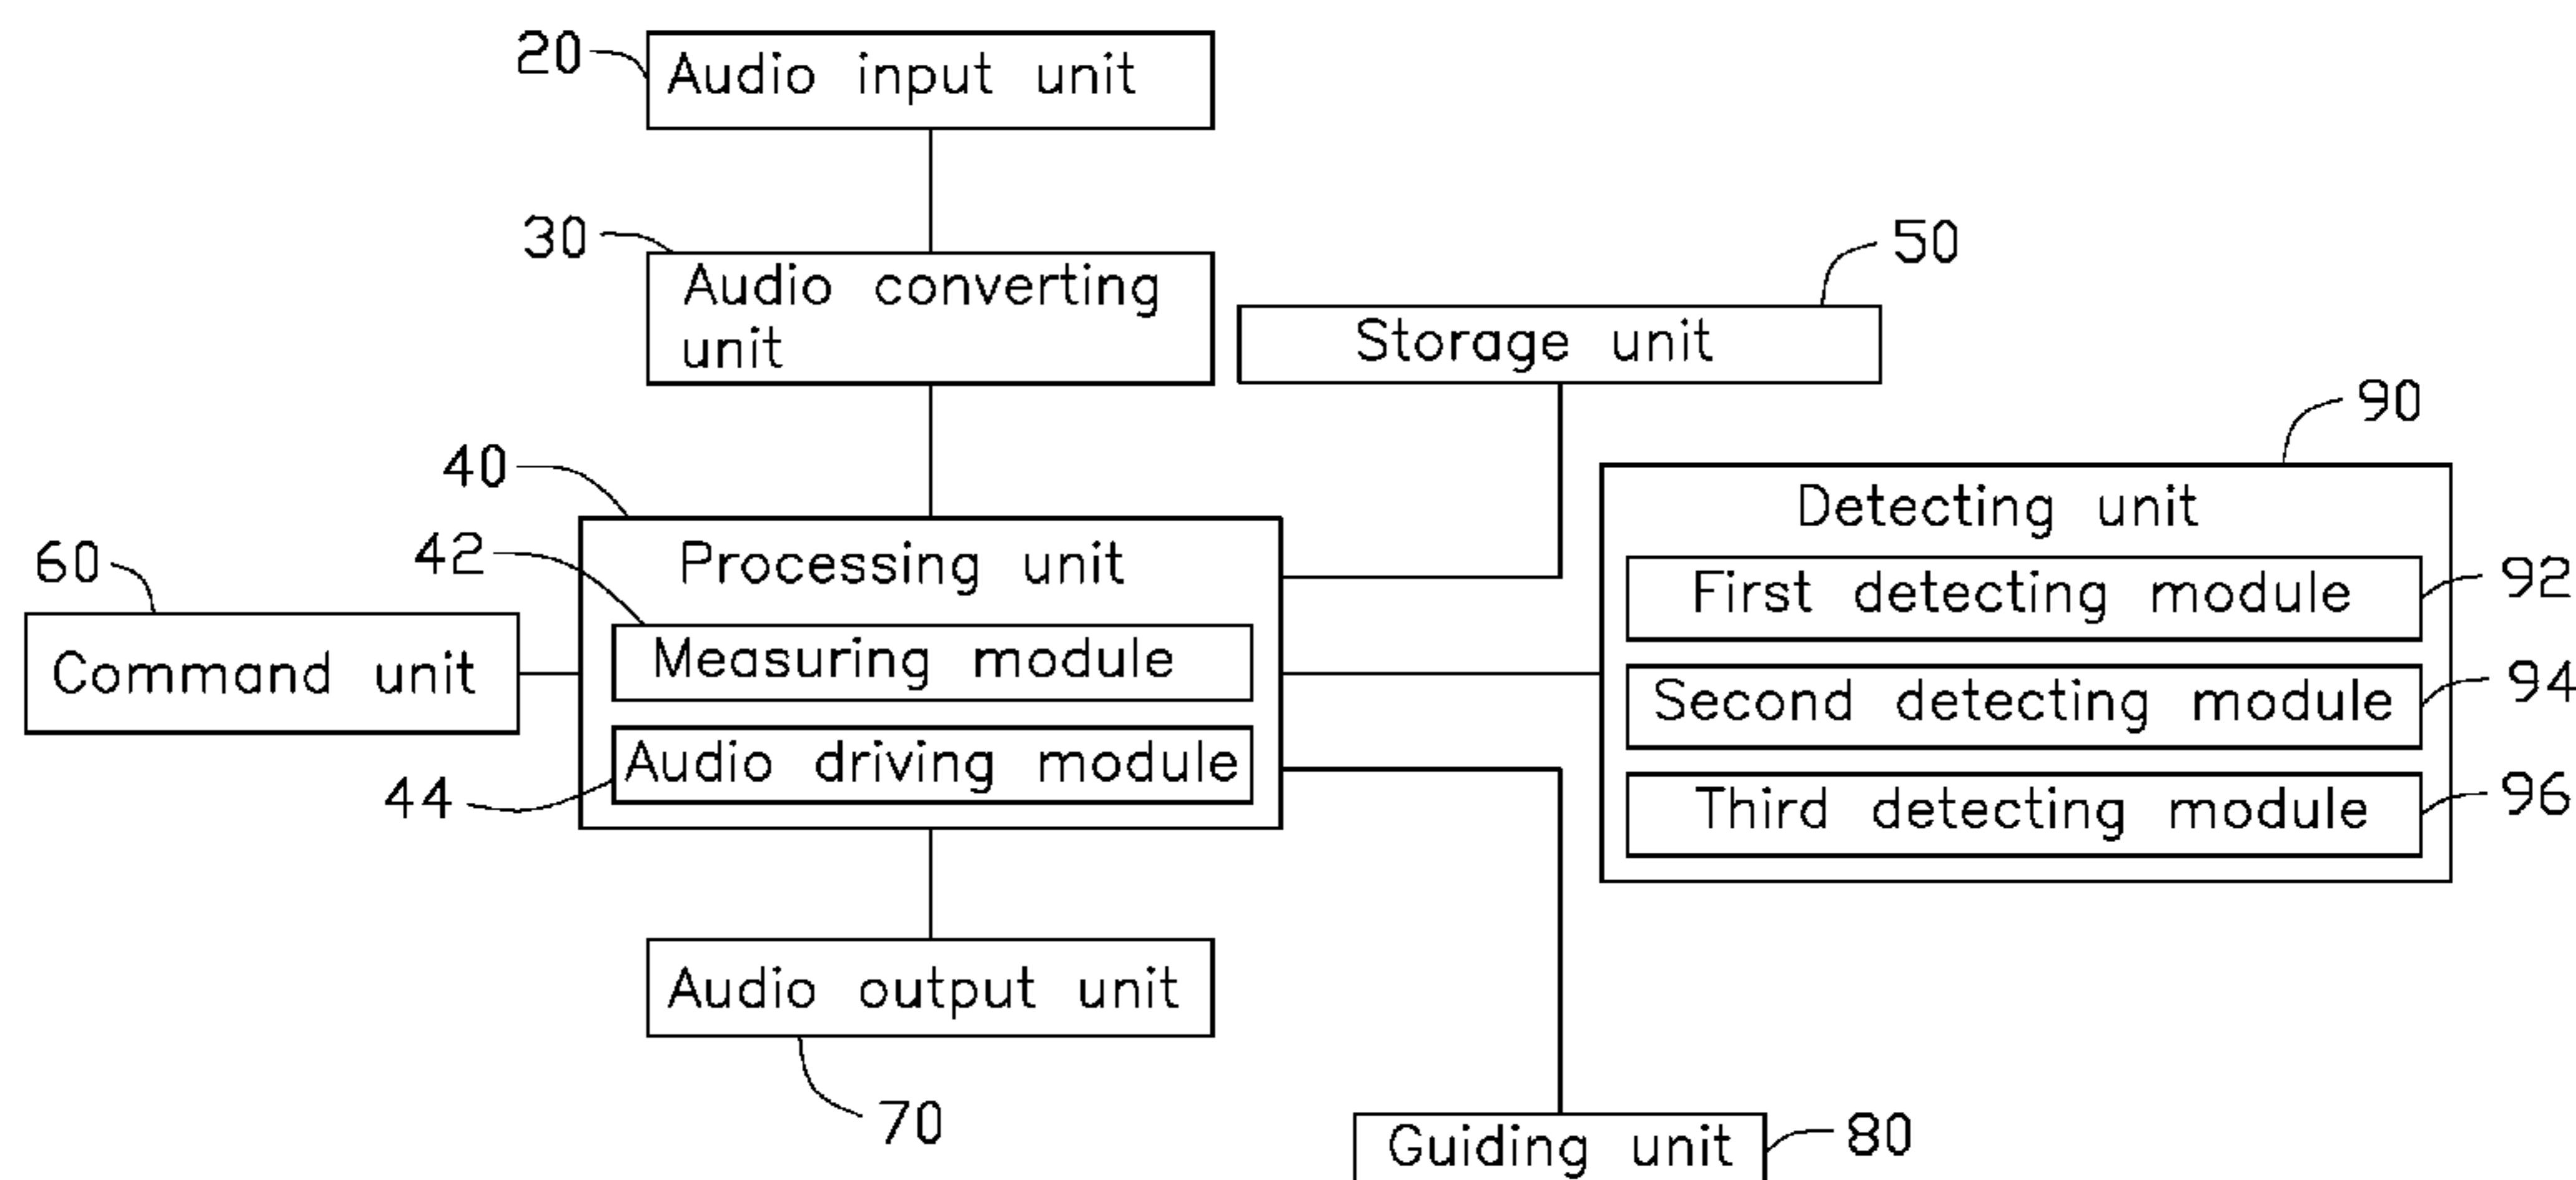 20
Audio input unit
30
Audio converting
unit
50
Storage unit
90
40
Detecting unit
42
Processing unit
60
First detecting module
92
Measuring module
Command unit
Second detecting module
94
Audio driving module
44
Third detecting module
96
Audio output unit
70
Guiding unit
80